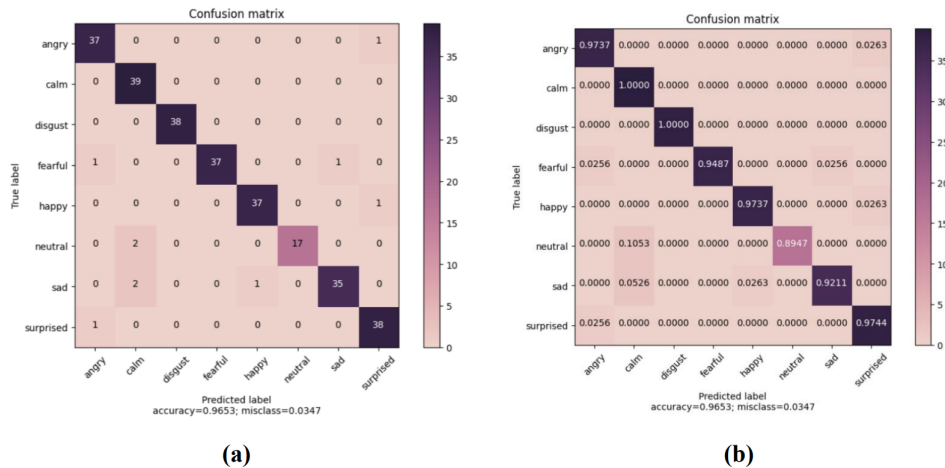 Confusion matrix
angry 37 0 0 0 0 0 0 1
calm 0 39 0 0 0 0 0 0
disgust 0 0 38 0 0 0 0 0
fearful 1 0 0 37 0 0 1 0
happy 0 0 0 0 37 0 0 1
neutral 0 2 0 0 0 17 0 0
sad 0 2 0 0 1 0 35 0
surprised 1 0 0 0 0 0 0 38
True label
angry calm disgust fearful happy neutral sad surprised
Predicted label
accuracy=0.9653; misclass=0.0347
35
30
25
20
15
10
5
0
(a)
Confusion matrix
angry 0.9737 0.0000 0.0000 0.0000 0.0000 0.0000 0.0000 0.0263
calm 0.0000 1.0000 0.0000 0.0000 0.0000 0.0000 0.0000 0.0000
disgust 0.0000 0.0000 1.0000 0.0000 0.0000 0.0000 0.0000 0.0000
fearful 0.0256 0.0000 0.0000 0.9487 0.0000 0.0000 0.0256 0.0000
happy 0.0000 0.0000 0.0000 0.0000 0.9737 0.0000 0.0000 0.0263
neutral 0.0000 0.1053 0.0000 0.0000 0.0000 0.8947 0.0000 0.0000
sad 0.0000 0.0526 0.0000 0.0000 0.0263 0.0000 0.9211 0.0000
surprised 0.0256 0.0000 0.0000 0.0000 0.0000 0.0000 0.0000 0.9744
True label
angry calm disgust fearful happy neutral sad surprised
Predicted label
accuracy=0.9653; misclass=0.0347
35
30
25
20
15
10
5
0
(b)